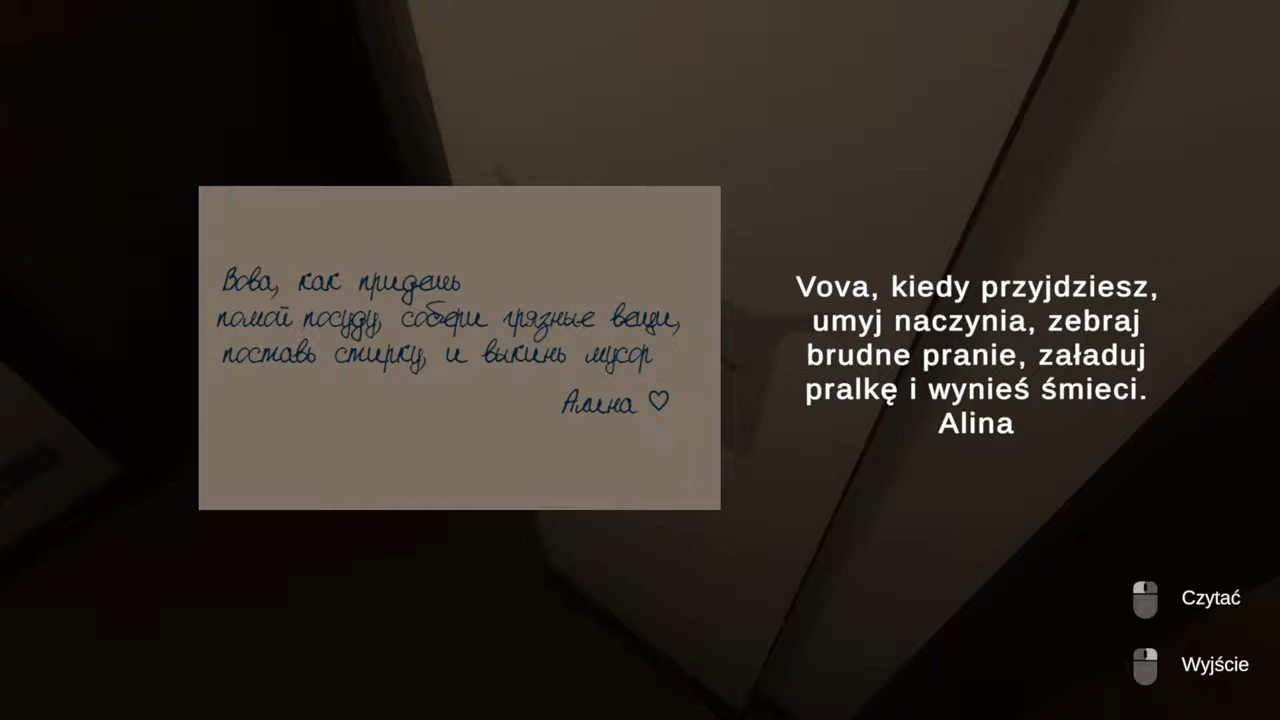 Вова, как придешь
помой посуду, собери грязные вещи,
поставь стирку, и выкинь мусор
Алина ♡
Vova, kiedy przyjdziesz,
umyj naczynia, zebraj
brudne pranie, załaduj
pralkę i wynieś śmieci.
Alina
Czytać
Wyjście